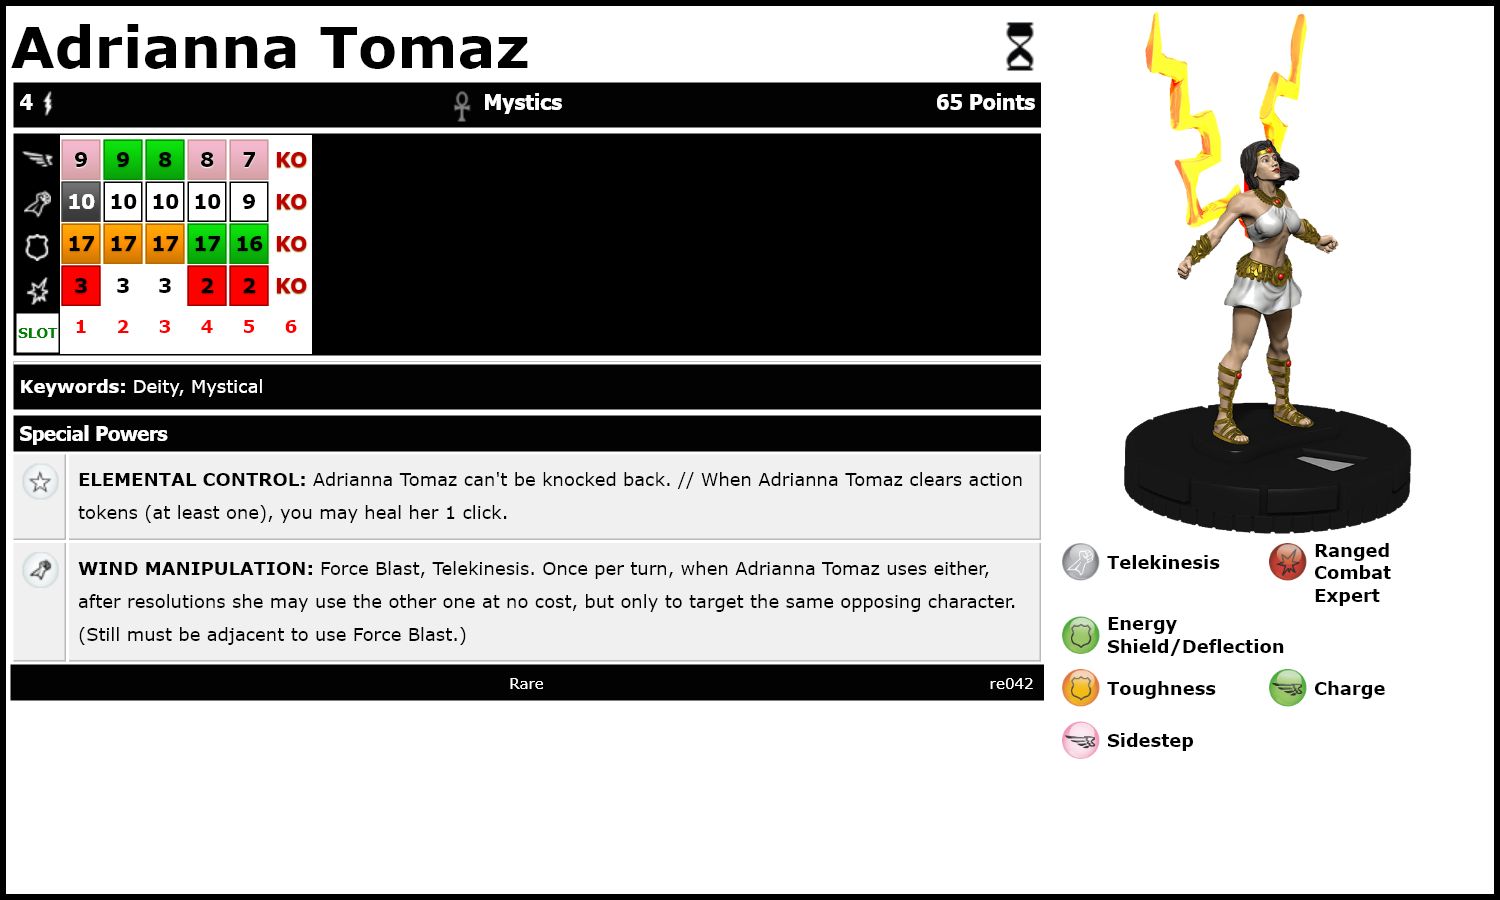 Adrianna Tomaz
4 Mystics 65 Points
9 9 8 8 7 KO
10 10 10 10 9 KO
17 17 17 17 16 KO
3 3 3 2 2 KO
SLOT 1 2 3 4 5 6
Keywords: Deity, Mystical
Special Powers
ELEMENTAL CONTROL: Adrianna Tomaz can't be knocked back. // When Adrianna Tomaz clears action
tokens (at least one), you may heal her 1 click.
WIND MANIPULATION: Force Blast, Telekinesis. Once per turn, when Adrianna Tomaz uses either,
after resolutions she may use the other one at no cost, but only to target the same opposing character.
(Still must be adjacent to use Force Blast.)
Rare re042
Telekinesis
Ranged
Combat
Expert
Energy
Shield/Deflection
Toughness
Charge
Sidestep